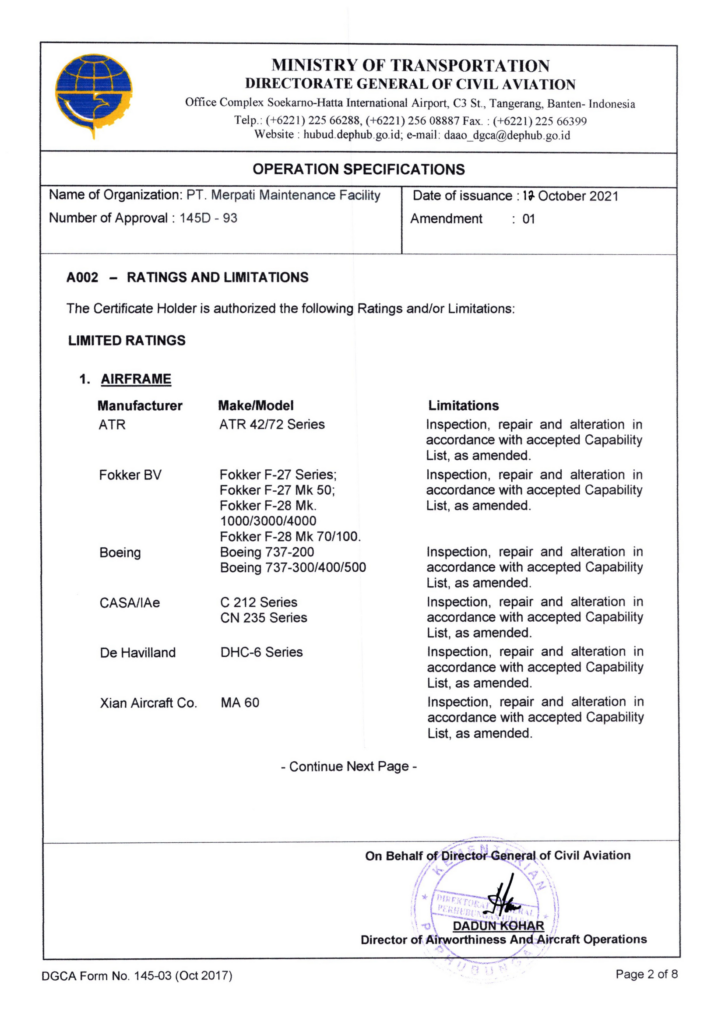 MINISTRY OF TRANSPORTATION
DIRECTORATE GENERAL OF CIVIL AVIATION
Office Complex Soekarno-Hatta International Airport, C3 St., Tangerang, Banten- Indonesia
Telp.: (+6221) 225 66288, (+6221) 256 08887 Fax. : (+6221) 225 66399
Website : hubud.dephub.go.id; e-mail: daao_dgca@dephub.go.id
OPERATION SPECIFICATIONS
Name of Organization: PT. Merpati Maintenance Facility
Number of Approval : 145D - 93
Date of issuance : October 2021
Amendment : 01
A002 – RATINGS AND LIMITATIONS
The Certificate Holder is authorized the following Ratings and/or Limitations:
LIMITED RATINGS
1. AIRFRAME
Manufacturer Make/Model Limitations
ATR ATR 42/72 Series Inspection, repair and alteration in
accordance with accepted Capability
List, as amended.
Fokker BV Fokker F-27 Series; Inspection, repair and alteration in
Fokker F-27 Mk 50; accordance with accepted Capability
Fokker F-28 Mk. List, as amended.
1000/3000/4000
Fokker F-28 Mk 70/100.
Boeing Boeing 737-200 Inspection, repair and alteration in
Boeing 737-300/400/500 accordance with accepted Capability
List, as amended.
CASA/IAe C 212 Series Inspection, repair and alteration in
CN 235 Series accordance with accepted Capability
List, as amended.
De Havilland DHC-6 Series Inspection, repair and alteration in
accordance with accepted Capability
List, as amended.
Xian Aircraft Co. MA 60 Inspection, repair and alteration in
accordance with accepted Capability
List, as amended.
- Continue Next Page -
On Behalf of Director General of Civil Aviation
KEMENTERIAN
DADUN KOHAR
Director of Airworthiness And Aircraft Operations
DGCA Form No. 145-03 (Oct 2017)
Page 2 of 8